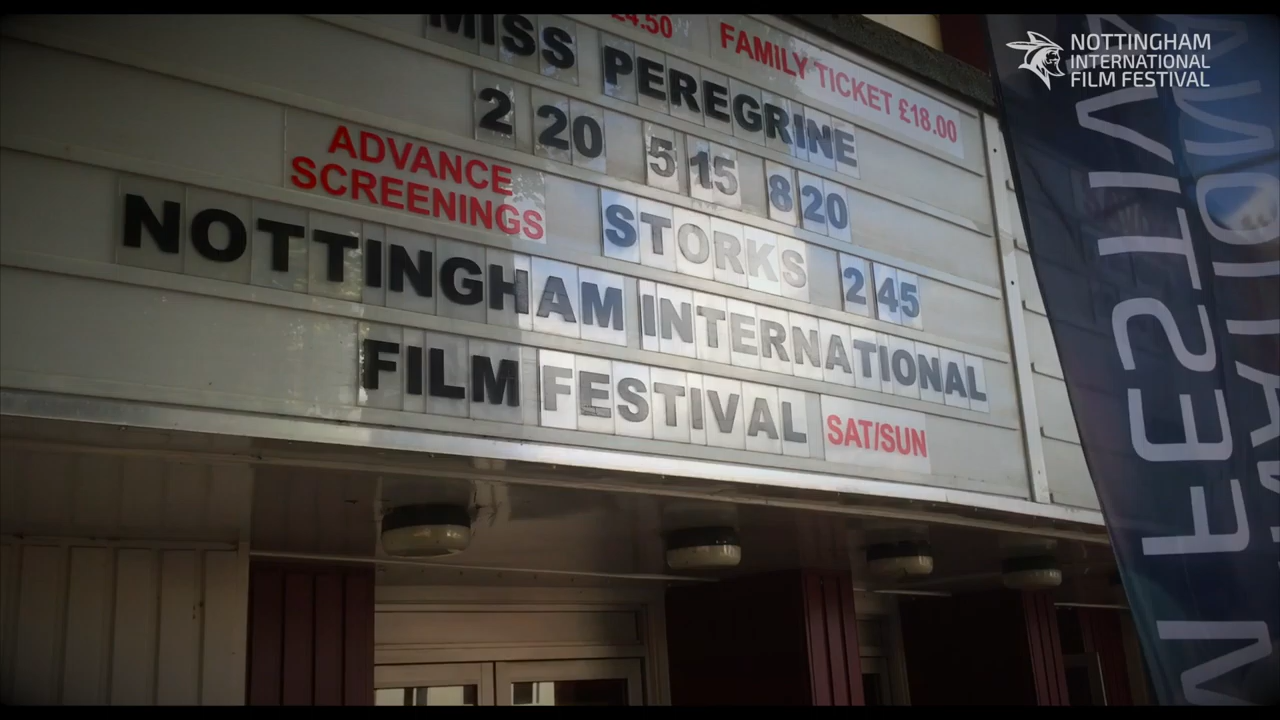 £4.50
FAMILY TICKET £18.00
MISS PEREGRINE
2 20 5 15 8 20
ADVANCE
SCREENINGS
STORKS 2 45
NOTTINGHAM INTERNATIONAL
FILM FESTIVAL SAT/SUN
NOTTINGHAM
INTERNATIONAL
FILM FESTIVAL